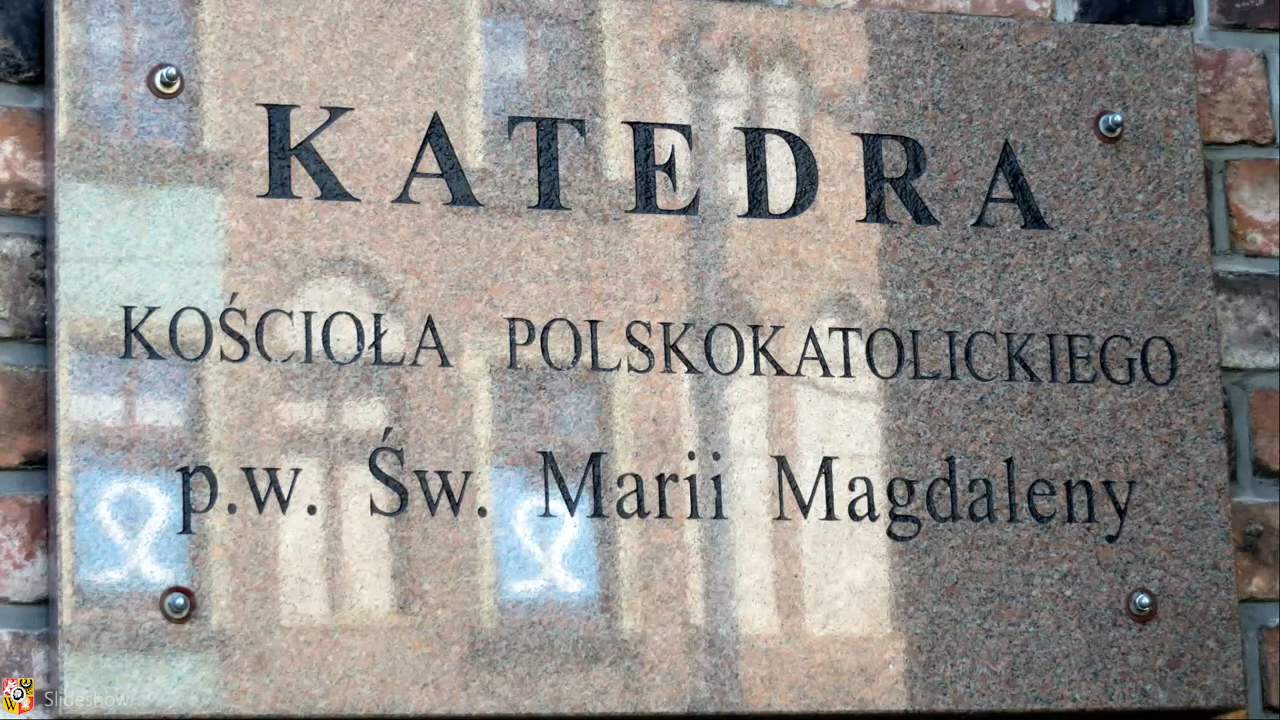 KATEDRA
KOŚCIOŁA POLSKOKATOLICKIEGO
p.w. Św. Marii Magdaleny
Slideshow